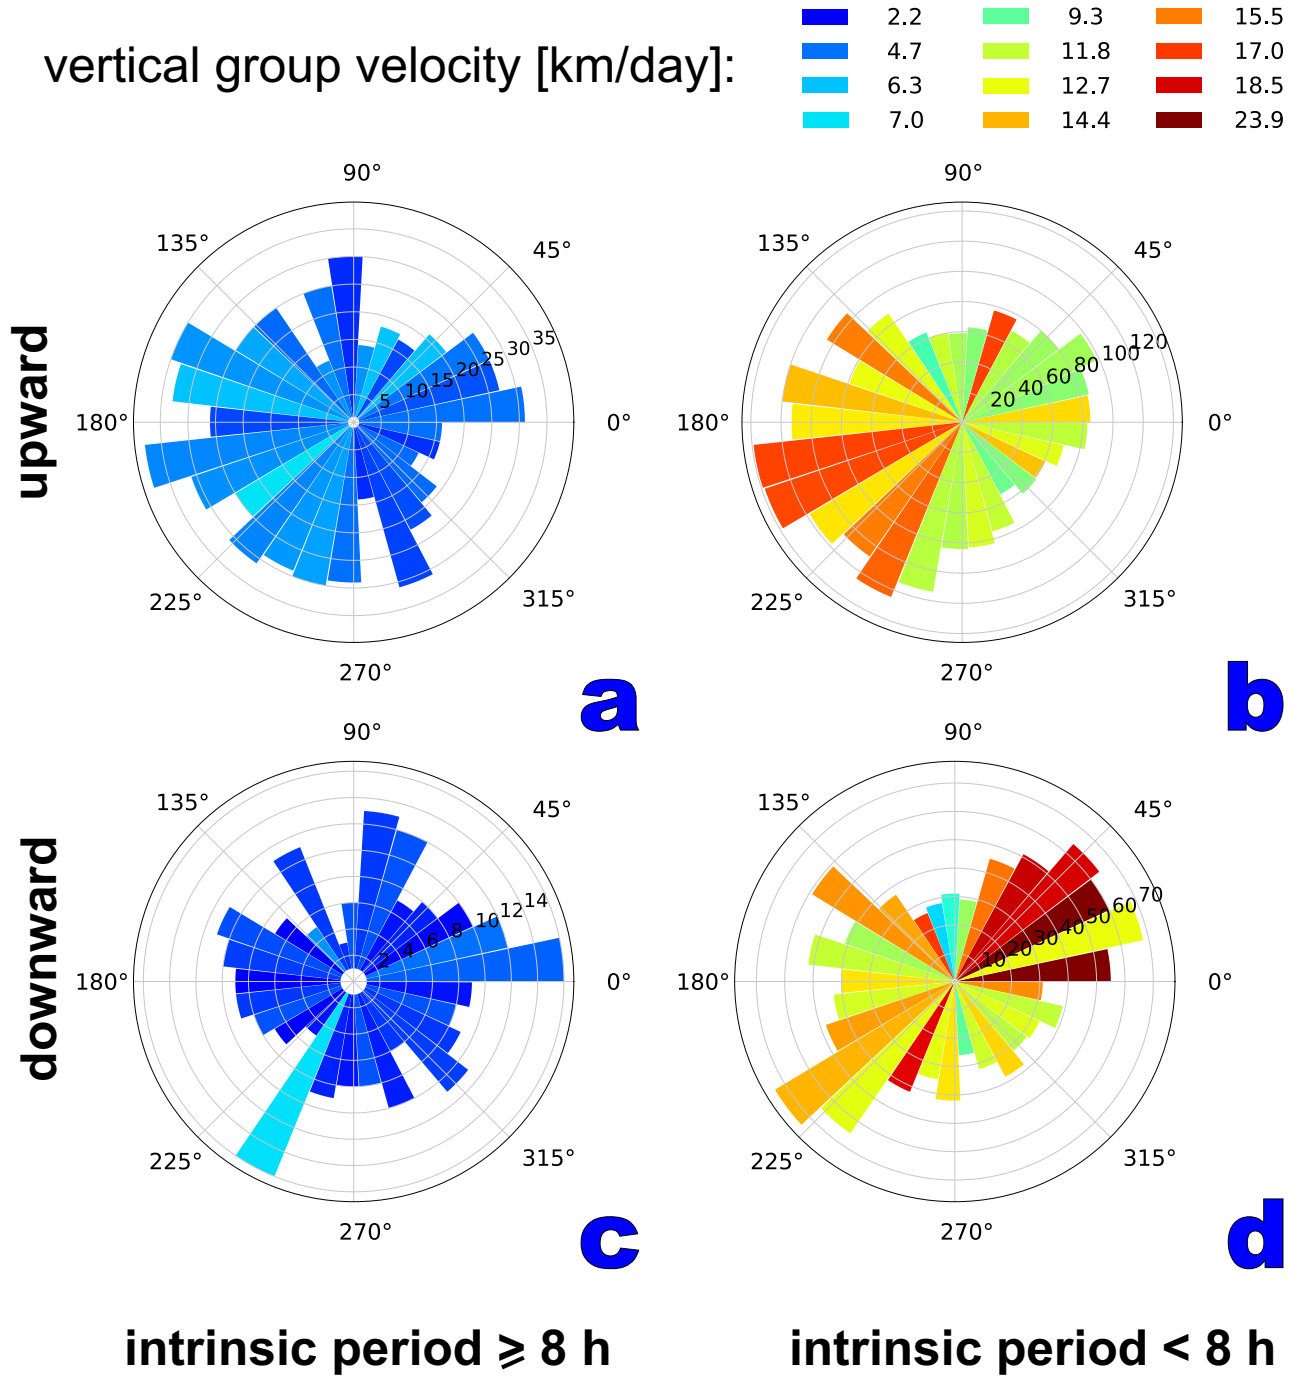 2.2 9.3 15.5
vertical group velocity [km/day]:
4.7 11.8 17.0
6.3 12.7 18.5
7.0 14.4 23.9
upward
90°
135° 45°
180° 0°
225° 315°
270°
5 10 15 20 25 30 35
a
90°
135° 45°
180° 0°
225° 315°
270°
20 40 60 80 100 120
b
downward
90°
135° 45°
180° 0°
225° 315°
270°
2 4 6 8 10 12 14
c
90°
135° 45°
180° 0°
225° 315°
270°
10 20 30 40 50 60 70
d
intrinsic period ⩾ 8 h
intrinsic period < 8 h